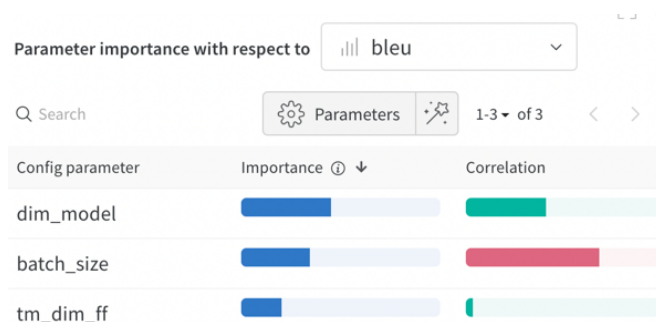 Parameter importance with respect to bleu
Search Parameters 1-3 of 3
Config parameter Importance Correlation
dim_model
batch_size
tm_dim_ff